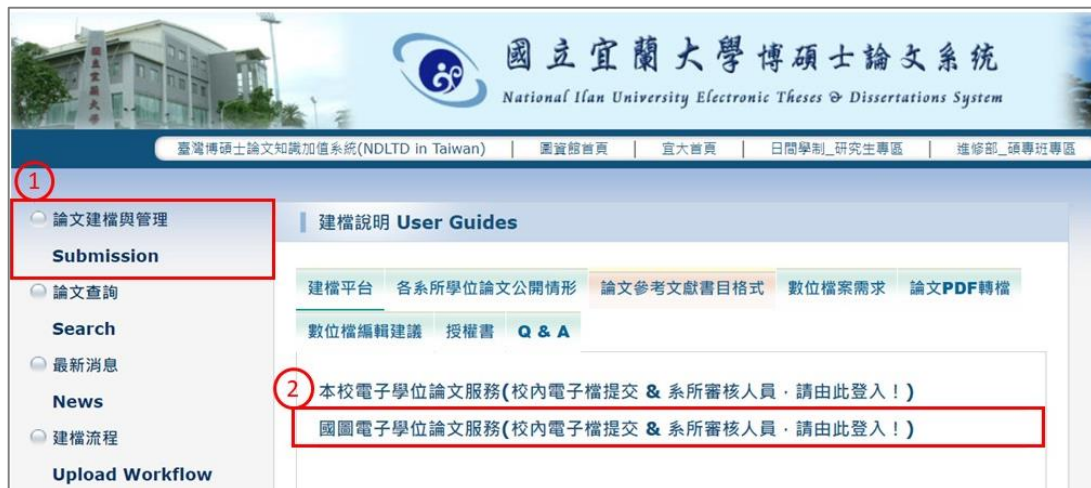 國立宜蘭大學博碩士論文系統
National Ilan University Electronic Theses & Dissertations System
國立宜蘭大學
臺灣博碩士論文知識加值系統(NDLTD in Taiwan) | 圖資館首頁 | 宜大首頁 | 日間學制_研究生專區 | 進修部_碩專班專區
1
論文建檔與管理
Submission
論文查詢
Search
最新消息
News
建檔流程
Upload Workflow
建檔說明 User Guides
建檔平台 各系所學位論文公開情形 論文參考文獻書目格式 數位檔案需求 論文PDF轉檔
數位檔編輯建議 授權書 Q & A
2
本校電子學位論文服務(校內電子檔提交 & 系所審核人員，請由此登入！)
國圖電子學位論文服務(校內電子檔提交 & 系所審核人員，請由此登入！)